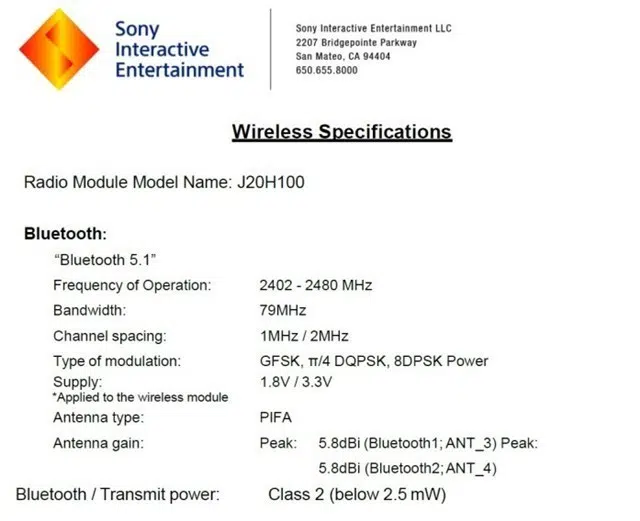 Sony
Interactive
Entertainment
Sony Interactive Entertainment LLC
2207 Bridgepointe Parkway
San Mateo, CA 94404
650.655.8000
Wireless Specifications
Radio Module Model Name: J20H100
Bluetooth:
“Bluetooth 5.1”
Frequency of Operation: 2402 - 2480 MHz
Bandwidth: 79MHz
Channel spacing: 1MHz / 2MHz
Type of modulation: GFSK, π/4 DQPSK, 8DPSK Power
Supply: 1.8V / 3.3V
*Applied to the wireless module
Antenna type: PIFA
Antenna gain: Peak: 5.8dBi (Bluetooth1; ANT_3) Peak:
5.8dBi (Bluetooth2; ANT_4)
Bluetooth / Transmit power: Class 2 (below 2.5 mW)